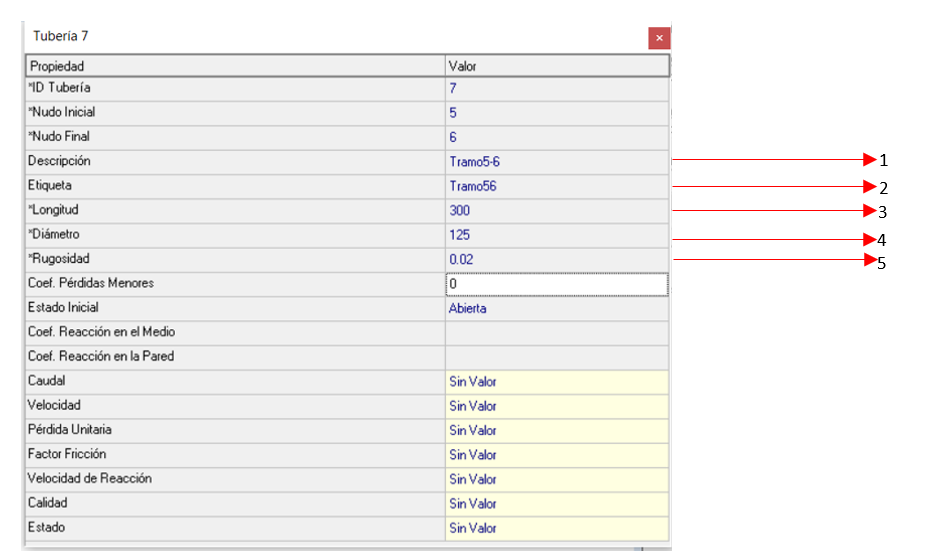 Tubería 7
Propiedad Valor
*ID Tubería 7
*Nudo Inicial 5
*Nudo Final 6
Descripción Tramo5-6 1
Etiqueta Tramo56 2
*Longitud 300 3
*Diámetro 125 4
*Rugosidad 0.02 5
Coef. Pérdidas Menores 0
Estado Inicial Abierta
Coef. Reacción en el Medio
Coef. Reacción en la Pared
Caudal Sin Valor
Velocidad Sin Valor
Pérdida Unitaria Sin Valor
Factor Fricción Sin Valor
Velocidad de Reacción Sin Valor
Calidad Sin Valor
Estado Sin Valor